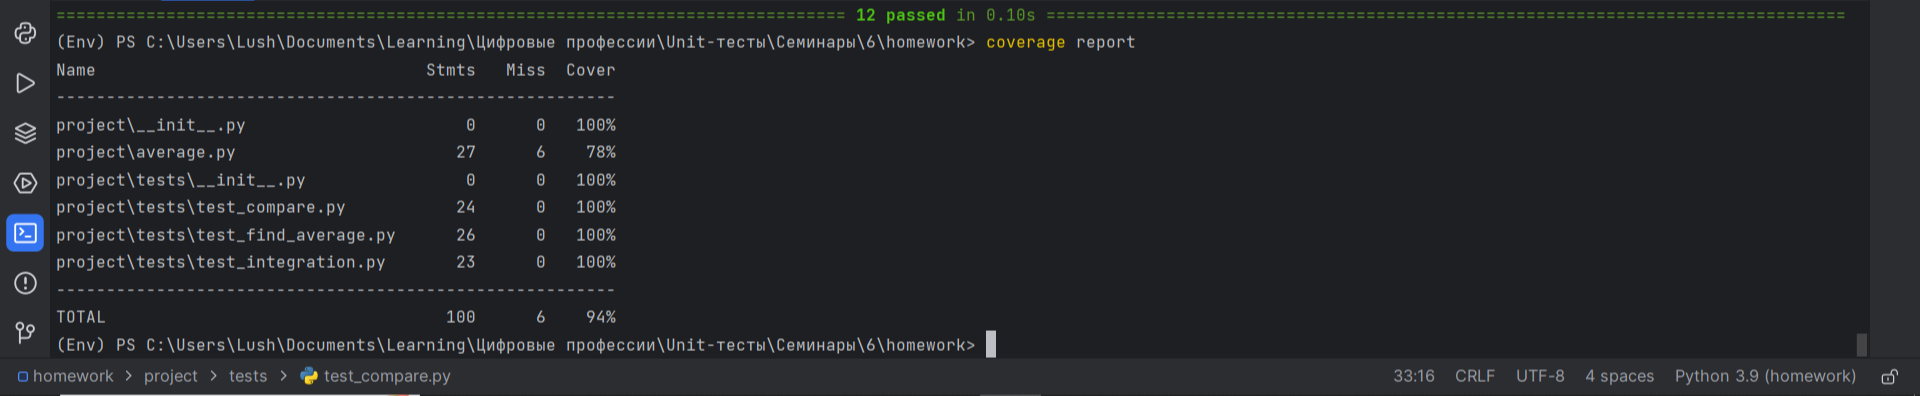 ============================== 12 passed in 0.10s ==============================
(Env) PS C:\Users\Lush\Documents\Learning\Цифровые профессии\Unit-тесты\Семинары\6\homework> coverage report
Name                                 Stmts   Miss  Cover
--------------------------------------------------------
project\__init__.py                      0      0   100%
project\average.py                      27      6    78%
project\tests\__init__.py                0      0   100%
project\tests\test_compare.py           24      0   100%
project\tests\test_find_average.py      26      0   100%
project\tests\test_integration.py       23      0   100%
--------------------------------------------------------
TOTAL                                  100      6    94%
(Env) PS C:\Users\Lush\Documents\Learning\Цифровые профессии\Unit-тесты\Семинары\6\homework>
homework > project > tests > test_compare.py 33:16 CRLF UTF-8 4 spaces Python 3.9 (homework)